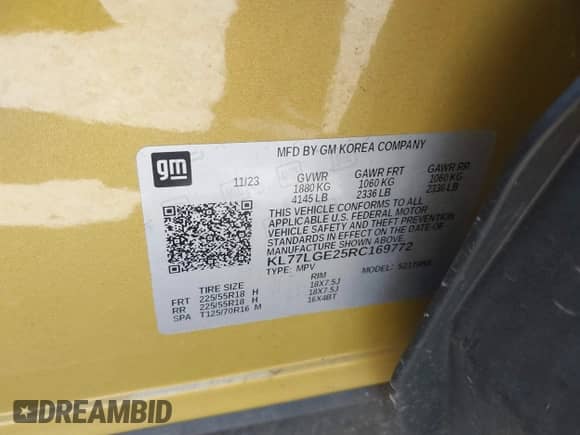 gm
MFD BY GM KOREA COMPANY
11/23 GVWR GAWR FRT GAWR RR
1880 KG 1060 KG 1060 KG
4145 LB 2336 LB 2336 LB
THIS VEHICLE CONFORMS TO ALL
APPLICABLE U.S. FEDERAL MOTOR
VEHICLE SAFETY AND THEFT PREVENTION
STANDARDS IN EFFECT ON THE DATE
OF MANUFACTURE SHOWN ABOVE.
KL77LGE25RC169772
TYPE: MPV MODEL:
TIRE SIZE RIM
FRT 225/55R18 H 18X7.5J
RR 225/55R18 H 18X7.5J
SPA T125/70R16 M 16X4BT
DREAMBID